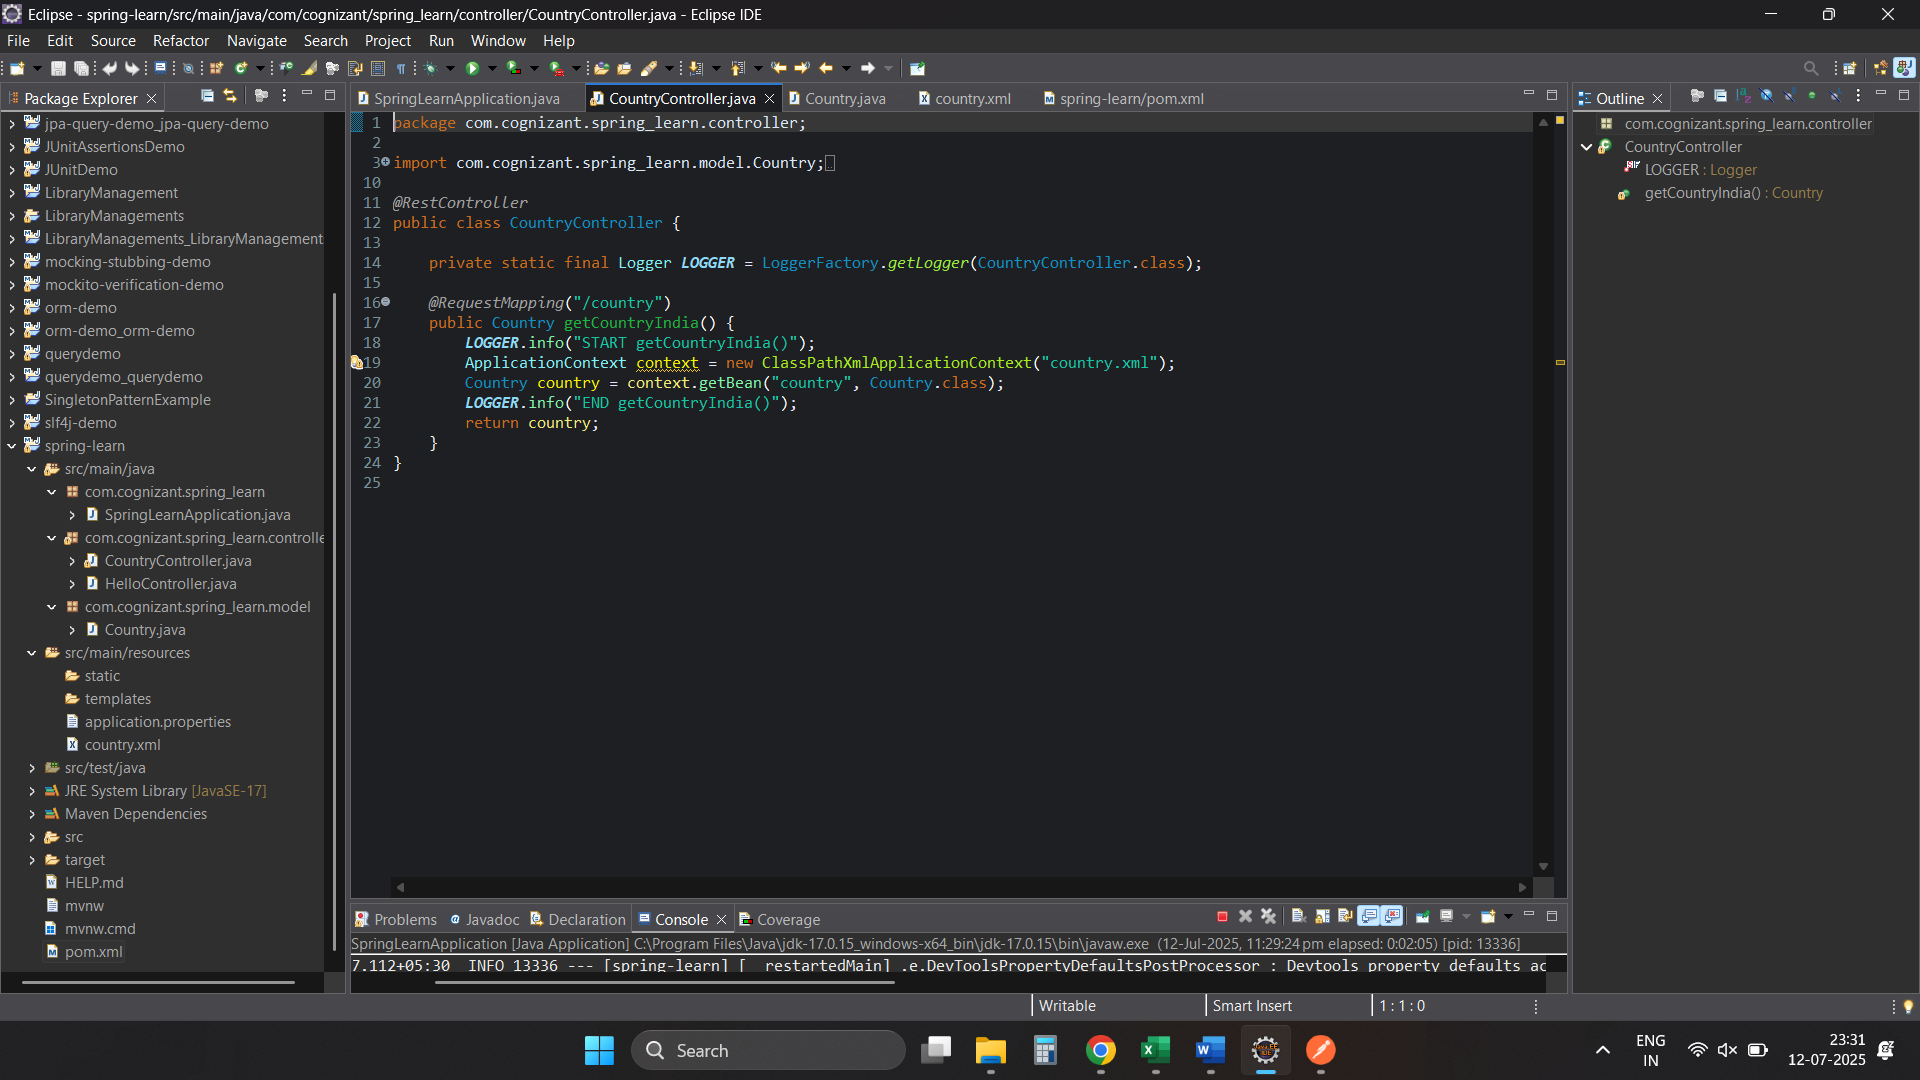 Eclipse - spring-learn/src/main/java/com/cognizant/spring_learn/controller/CountryController.java - Eclipse IDE
File Edit Source Refactor Navigate Search Project Run Window Help
Package Explorer
jpa-query-demo_jpa-query-demo
JUnitAssertionsDemo
JUnitDemo
LibraryManagement
LibraryManagements
LibraryManagements_LibraryManagement
mocking-stubbing-demo
mockito-verification-demo
orm-demo
orm-demo_orm-demo
querydemo
querydemo_querydemo
SingletonPatternExample
slf4j-demo
spring-learn
src/main/java
com.cognizant.spring_learn
SpringLearnApplication.java
com.cognizant.spring_learn.controlle
CountryController.java
HelloController.java
com.cognizant.spring_learn.model
Country.java
src/main/resources
static
templates
application.properties
country.xml
src/test/java
JRE System Library [JavaSE-17]
Maven Dependencies
src
target
HELP.md
mvnw
mvnw.cmd
pom.xml
SpringLearnApplication.java CountryController.java Country.java country.xml spring-learn/pom.xml
1 package com.cognizant.spring_learn.controller;
2
3 import com.cognizant.spring_learn.model.Country;
10
11 @RestController
12 public class CountryController {
13
14 private static final Logger LOGGER = LoggerFactory.getLogger(CountryController.class);
15
16 @RequestMapping("/country")
17 public Country getCountryIndia() {
18 LOGGER.info("START getCountryIndia()");
19 ApplicationContext context = new ClassPathXmlApplicationContext("country.xml");
20 Country country = context.getBean("country", Country.class);
21 LOGGER.info("END getCountryIndia()");
22 return country;
23 }
24 }
25
Outline
com.cognizant.spring_learn.controller
CountryController
LOGGER : Logger
getCountryIndia() : Country
Problems Javadoc Declaration Console Coverage
SpringLearnApplication [Java Application] C:\Program Files\Java\jdk-17.0.15_windows-x64_bin\jdk-17.0.15\bin\javaw.exe (12-Jul-2025, 11:29:24 pm elapsed: 0:02:05) [pid: 13336]
7.112+05:30 INFO 13336 --- [spring-learn] [ restartedMain] .e.DevToolsPropertyDefaultsPostProcessor : Devtools property defaults ac
Writable Smart Insert 1 : 1 : 0
Search
ENG
IN
23:31
12-07-2025